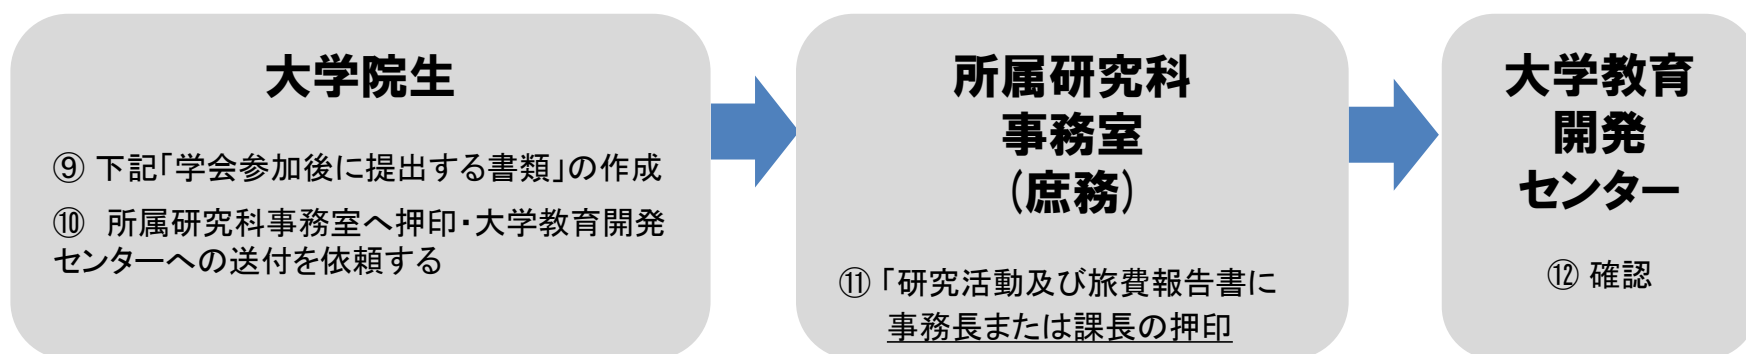 大学院生
⑨ 下記「学会参加後に提出する書類」の作成
⑩ 所属研究科事務室へ押印・大学教育開発
センターへの送付を依頼する
所属研究科
事務室
(庶務)
⑪「研究活動及び旅費報告書に
事務長または課長の押印
大学教育
開発
センター
⑫ 確認